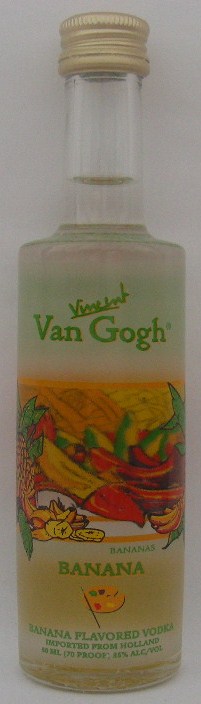 Vincent
Van Gogh®
BANANAS
BANANA
BANANA FLAVORED VODKA
IMPORTED FROM HOLLAND
50 ML (70 PROOF) 35% ALC/VOL